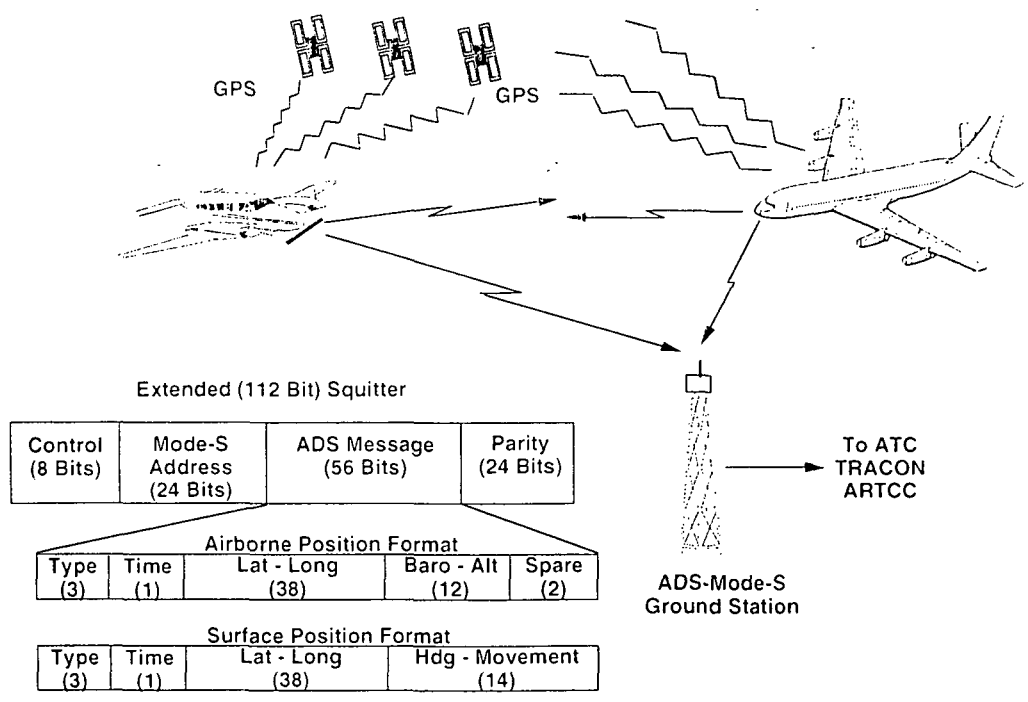 GPS
GPS
Extended (112 Bit) Squitter
Control
(8 Bits)
Mode-S
Address
(24 Bits)
ADS Message
(56 Bits)
Parity
(24 Bits)
To ATC
TRACON
ARTCC
Airborne Position Format
Type
(3)
Time
(1)
Lat - Long
(38)
Baro - Alt
(12)
Spare
(2)
ADS-Mode-S
Ground Station
Surface Position Format
Type
(3)
Time
(1)
Lat - Long
(38)
Hdg - Movement
(14)